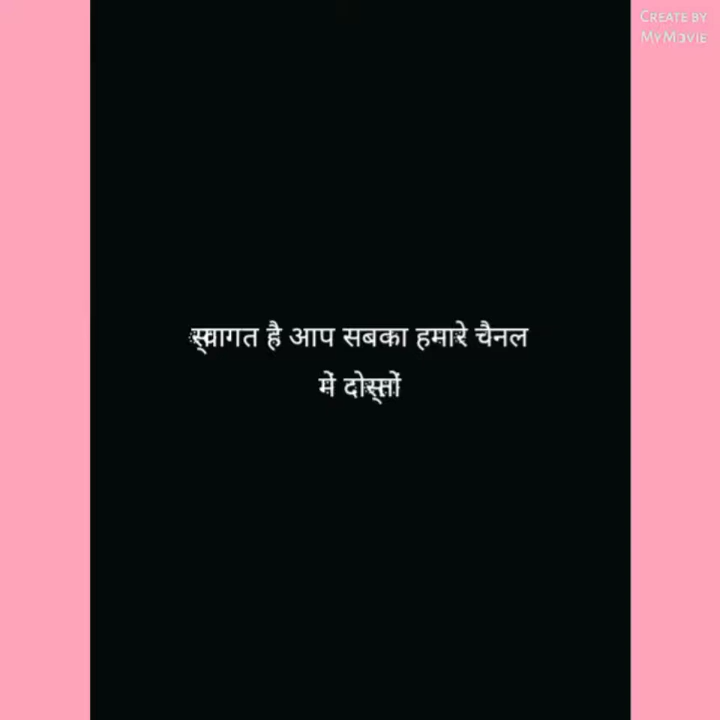 CREATE BY
MYMOVIE
स्वागत है आप सबका हमारे चैनल
में दोस्तों